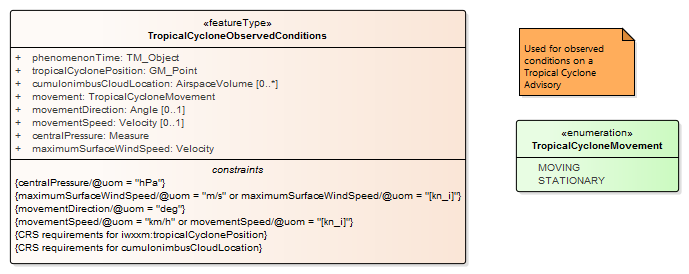 «featureType»
TropicalCycloneObservedConditions
+ phenomenonTime: TM_Object
+ tropicalCyclonePosition: GM_Point
+ cumulonimbusCloudLocation: AirspaceVolume [0..*]
+ movement: TropicalCycloneMovement
+ movementDirection: Angle [0..1]
+ movementSpeed: Velocity [0..1]
+ centralPressure: Measure
+ maximumSurfaceWindSpeed: Velocity
constraints
{centralPressure/@uom = "hPa"}
{maximumSurfaceWindSpeed/@uom = "m/s" or maximumSurfaceWindSpeed/@uom = "[kn_i]"}
{movementDirection/@uom = "deg"}
{movementSpeed/@uom = "km/h" or movementSpeed/@uom = "[kn_i]"}
{CRS requirements for iwxxm:tropicalCyclonePosition}
{CRS requirements for cumulonimbusCloudLocation}
Used for observed
conditions on a
Tropical Cyclone
Advisory
«enumeration»
TropicalCycloneMovement
MOVING
STATIONARY